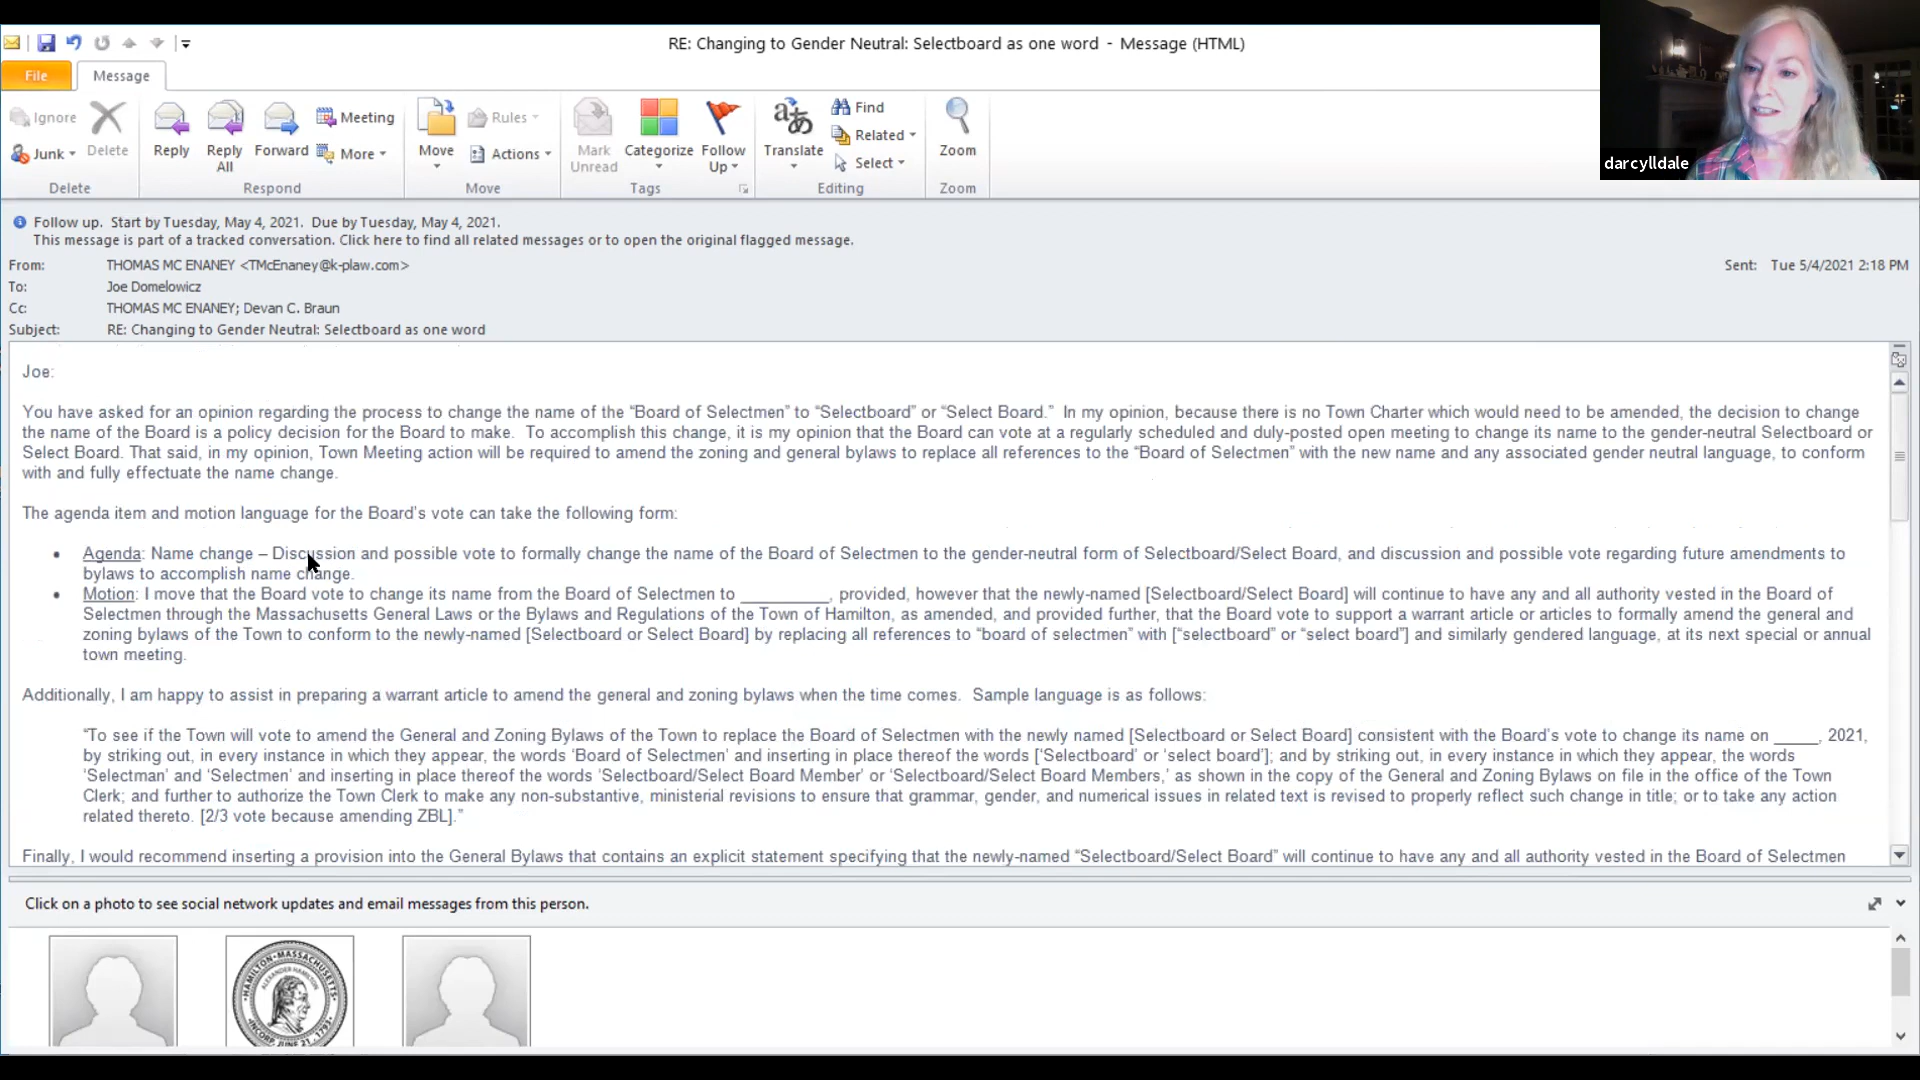 RE: Changing to Gender Neutral: Selectboard as one word - Message (HTML)
File
Message
Ignore
Junk
Delete
Delete
Reply
Reply All
Forward
Meeting
More
Respond
Move
Rules
Actions
Move
Mark Unread
Categorize
Follow Up
Tags
Translate
Find
Related
Select
Editing
Zoom
Zoom
darcylldale
Follow up. Start by Tuesday, May 4, 2021. Due by Tuesday, May 4, 2021.
This message is part of a tracked conversation. Click here to find all related messages or to open the original flagged message.
From: THOMAS MC ENANEY <TMcEnaney@k-plaw.com>
Sent: Tue 5/4/2021 2:18 PM
To: Joe Domelowicz
Cc: THOMAS MC ENANEY; Devan C. Braun
Subject: RE: Changing to Gender Neutral: Selectboard as one word
Joe:
You have asked for an opinion regarding the process to change the name of the “Board of Selectmen” to “Selectboard” or “Select Board.” In my opinion, because there is no Town Charter which would need to be amended, the decision to change
the name of the Board is a policy decision for the Board to make. To accomplish this change, it is my opinion that the Board can vote at a regularly scheduled and duly-posted open meeting to change its name to the gender-neutral Selectboard or
Select Board. That said, in my opinion, Town Meeting action will be required to amend the zoning and general bylaws to replace all references to the “Board of Selectmen” with the new name and any associated gender neutral language, to conform
with and fully effectuate the name change.
The agenda item and motion language for the Board’s vote can take the following form:
• Agenda: Name change – Discussion and possible vote to formally change the name of the Board of Selectmen to the gender-neutral form of Selectboard/Select Board, and discussion and possible vote regarding future amendments to
bylaws to accomplish name change.
• Motion: I move that the Board vote to change its name from the Board of Selectmen to __________, provided, however that the newly-named [Selectboard/Select Board] will continue to have any and all authority vested in the Board of
Selectmen through the Massachusetts General Laws or the Bylaws and Regulations of the Town of Hamilton, as amended, and provided further, that the Board vote to support a warrant article or articles to formally amend the general and
zoning bylaws of the Town to conform to the newly-named [Selectboard or Select Board] by replacing all references to “board of selectmen” with [“selectboard” or “select board”] and similarly gendered language, at its next special or annual
town meeting.
Additionally, I am happy to assist in preparing a warrant article to amend the general and zoning bylaws when the time comes. Sample language is as follows:
“To see if the Town will vote to amend the General and Zoning Bylaws of the Town to replace the Board of Selectmen with the newly named [Selectboard or Select Board] consistent with the Board’s vote to change its name on _____, 2021,
by striking out, in every instance in which they appear, the words ‘Board of Selectmen’ and inserting in place thereof the words [‘Selectboard’ or ‘select board’]; and by striking out, in every instance in which they appear, the words
‘Selectman’ and ‘Selectmen’ and inserting in place thereof the words ‘Selectboard/Select Board Member’ or ‘Selectboard/Select Board Members,’ as shown in the copy of the General and Zoning Bylaws on file in the office of the Town
Clerk; and further to authorize the Town Clerk to make any non-substantive, ministerial revisions to ensure that grammar, gender, and numerical issues in related text is revised to properly reflect such change in title; or to take any action
related thereto. [2/3 vote because amending ZBL].”
Finally, I would recommend inserting a provision into the General Bylaws that contains an explicit statement specifying that the newly-named “Selectboard/Select Board” will continue to have any and all authority vested in the Board of Selectmen
Click on a photo to see social network updates and email messages from this person.
HAMILTON·MASSACHUSETTS
ALEXANDER HAMILTON
INCORP. JUNE 21, 1793